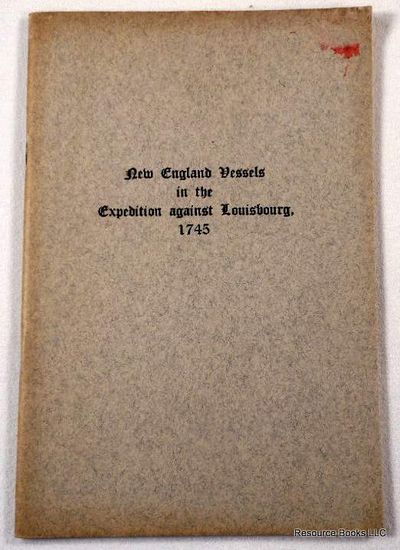 New England Vessels
in the
Expedition against Louisbourg,
1745
Resource Books LLC